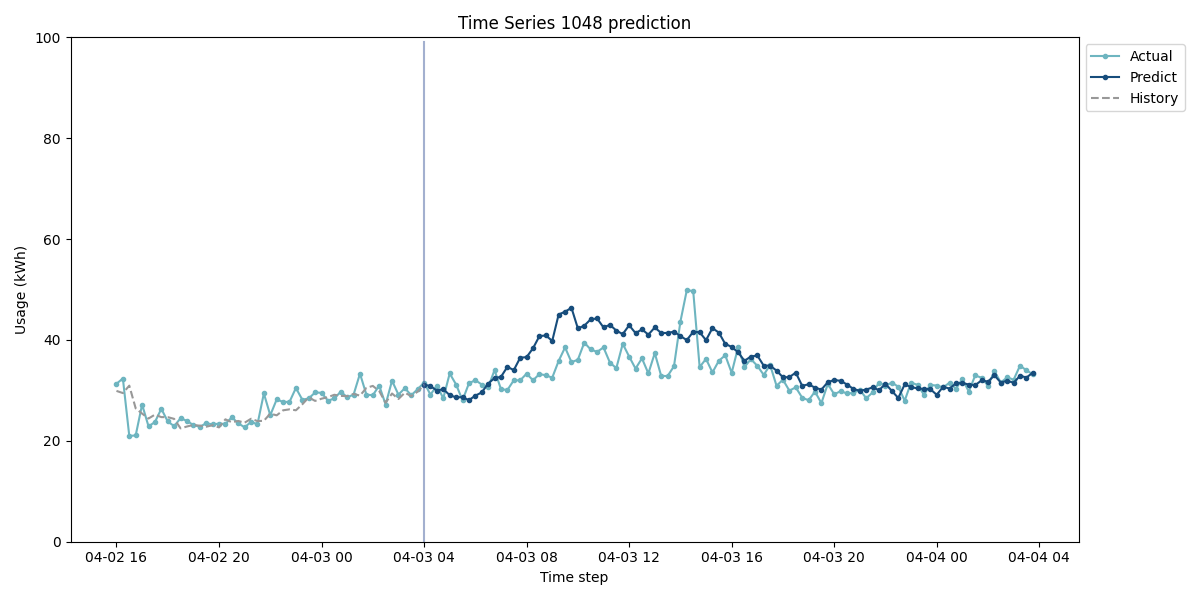 Time Series 1048 prediction
Usage (kWh)
100
80
60
40
20
0
04-02 16
04-02 20
04-03 00
04-03 04
04-03 08
04-03 12
04-03 16
04-03 20
04-04 00
04-04 04
Time step
Actual
Predict
History